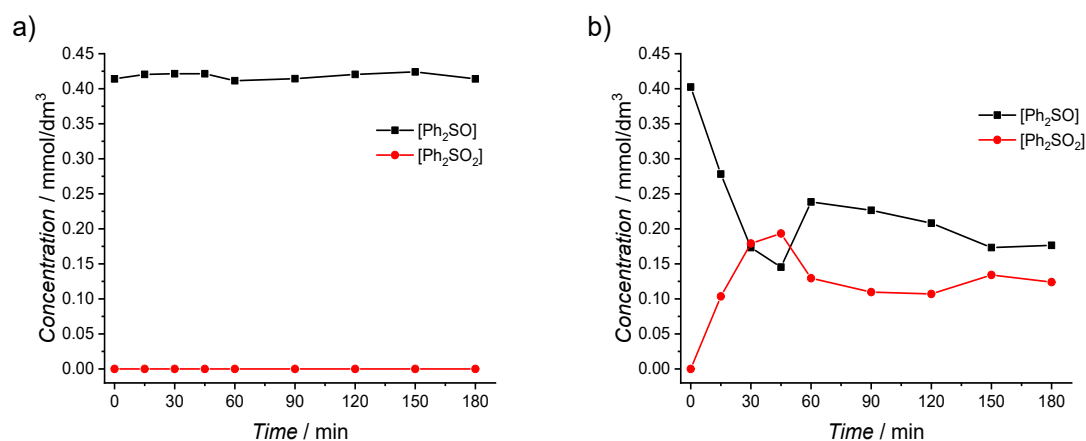 a)
0.45
0.40
0.35
0.30
0.25
0.20
0.15
0.10
0.05
0.00
Concentration / mmol/dm³
[Ph₂SO]
[Ph₂SO₂]
0 30 60 90 120 150 180
Time / min
b)
0.45
0.40
0.35
0.30
0.25
0.20
0.15
0.10
0.05
0.00
Concentration / mmol/dm³
[Ph₂SO]
[Ph₂SO₂]
0 30 60 90 120 150 180
Time / min